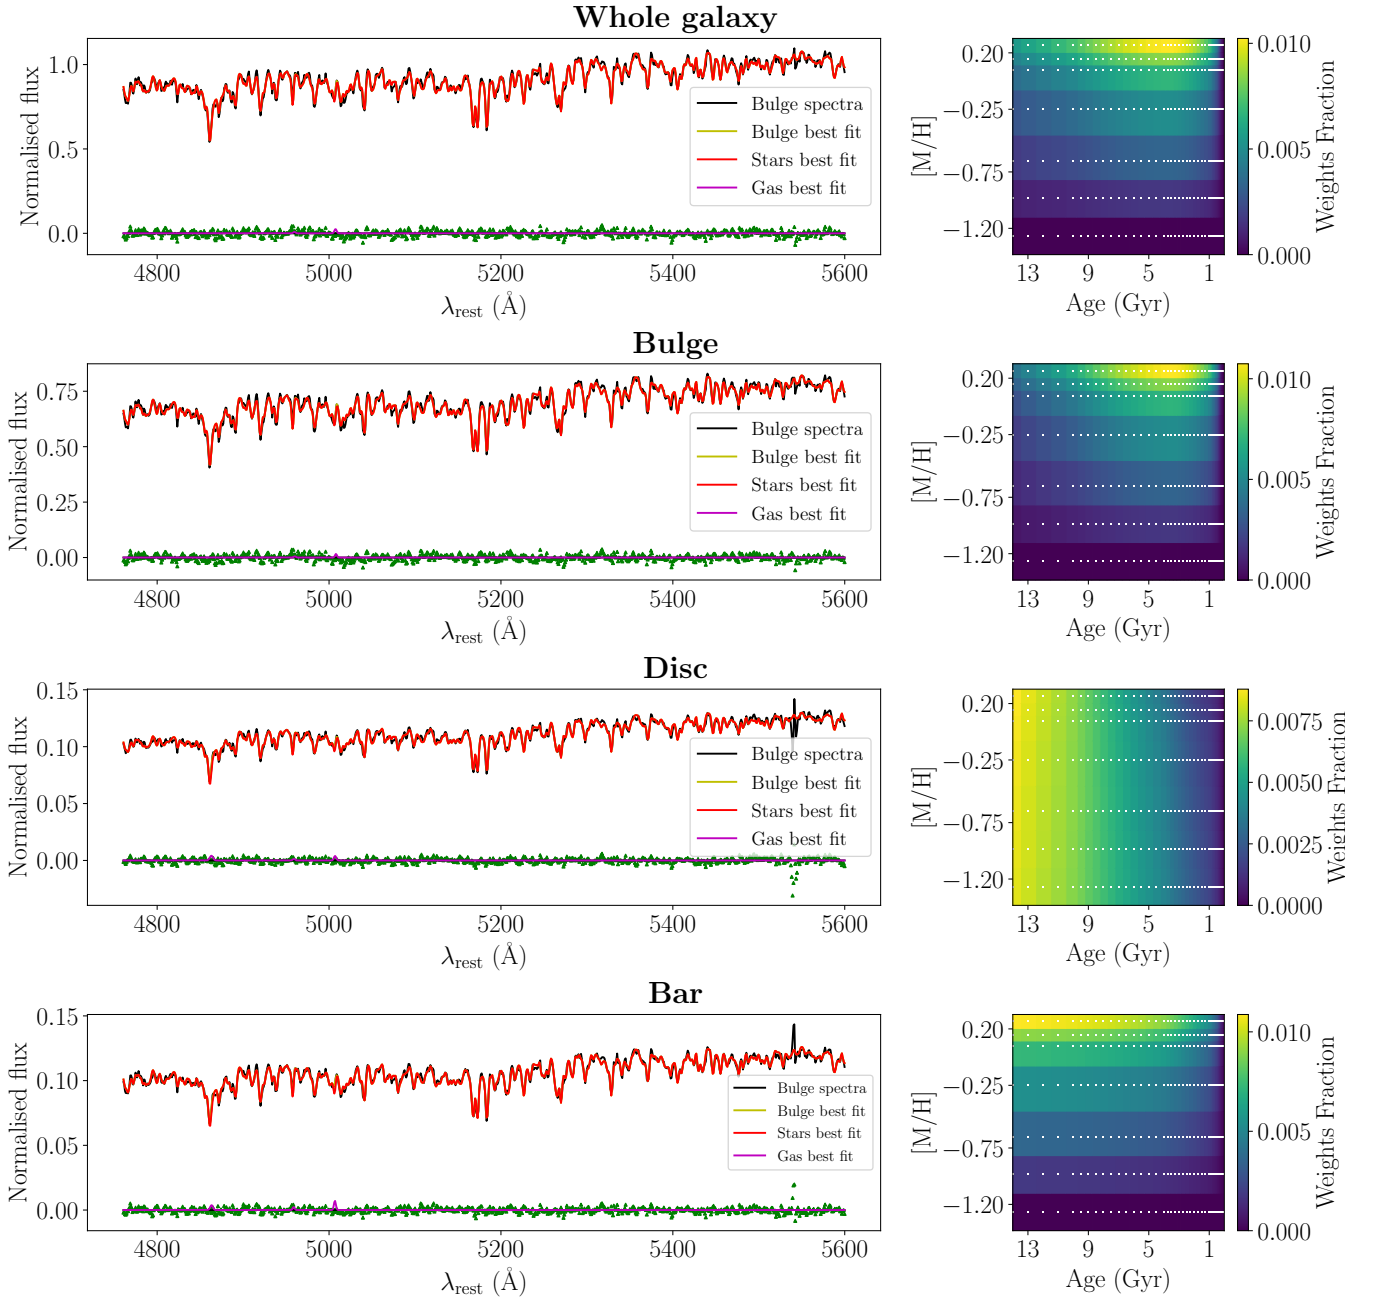 Whole galaxy
Normalised flux
1.0
0.5
0.0
4800 5000 5200 5400 5600
λrest (Å)
Bulge spectra
Bulge best fit
Stars best fit
Gas best fit
[M/H]
0.20
−0.25
−0.75
−1.20
13 9 5 1
Age (Gyr)
0.010
0.005
0.000
Weights Fraction
Bulge
Normalised flux
0.75
0.50
0.25
0.00
4800 5000 5200 5400 5600
λrest (Å)
Bulge spectra
Bulge best fit
Stars best fit
Gas best fit
[M/H]
0.20
−0.25
−0.75
−1.20
13 9 5 1
Age (Gyr)
0.010
0.005
0.000
Weights Fraction
Disc
Normalised flux
0.15
0.10
0.05
0.00
4800 5000 5200 5400 5600
λrest (Å)
Bulge spectra
Bulge best fit
Stars best fit
Gas best fit
[M/H]
0.20
−0.25
−0.75
−1.20
13 9 5 1
Age (Gyr)
0.0075
0.0050
0.0025
0.0000
Weights Fraction
Bar
Normalised flux
0.15
0.10
0.05
0.00
4800 5000 5200 5400 5600
λrest (Å)
Bulge spectra
Bulge best fit
Stars best fit
Gas best fit
[M/H]
0.20
−0.25
−0.75
−1.20
13 9 5 1
Age (Gyr)
0.010
0.005
0.000
Weights Fraction